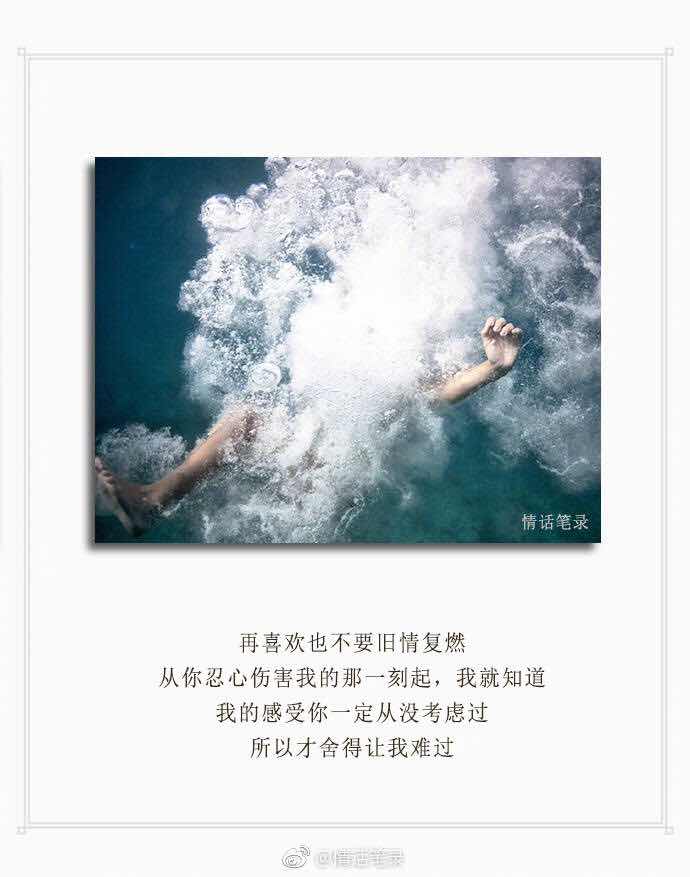 情话笔录
再喜欢也不要旧情复燃
从你忍心伤害我的那一刻起，我就知道
我的感受你一定从没考虑过
所以才舍得让我难过
@情话笔录